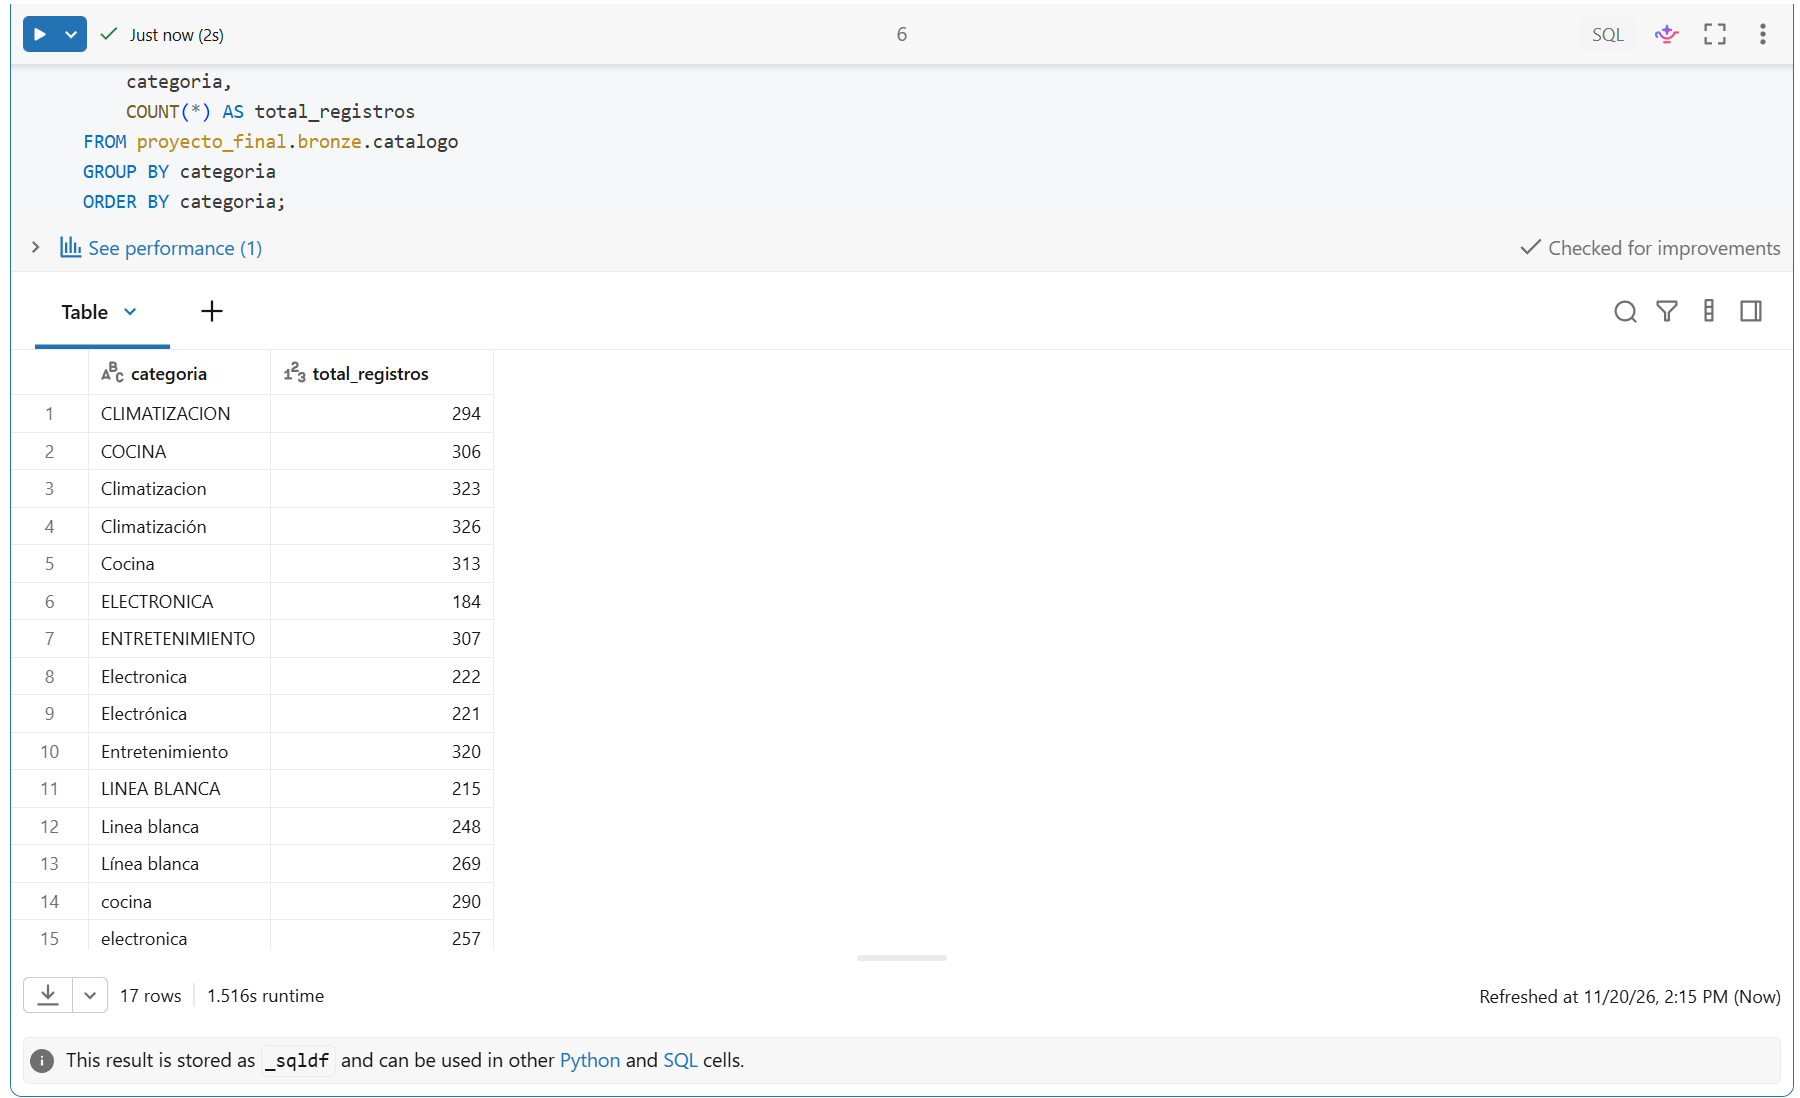 Just now (2s) 6 SQL
categoria,
COUNT(*) AS total_registros
FROM proyecto_final.bronze.catalogo
GROUP BY categoria
ORDER BY categoria;
See performance (1) Checked for improvements
Table
categoria total_registros
1 CLIMATIZACION 294
2 COCINA 306
3 Climatizacion 323
4 Climatización 326
5 Cocina 313
6 ELECTRONICA 184
7 ENTRETENIMIENTO 307
8 Electronica 222
9 Electrónica 221
10 Entretenimiento 320
11 LINEA BLANCA 215
12 Linea blanca 248
13 Línea blanca 269
14 cocina 290
15 electronica 257
17 rows 1.516s runtime Refreshed at 11/20/26, 2:15 PM (Now)
This result is stored as _sqldf and can be used in other Python and SQL cells.